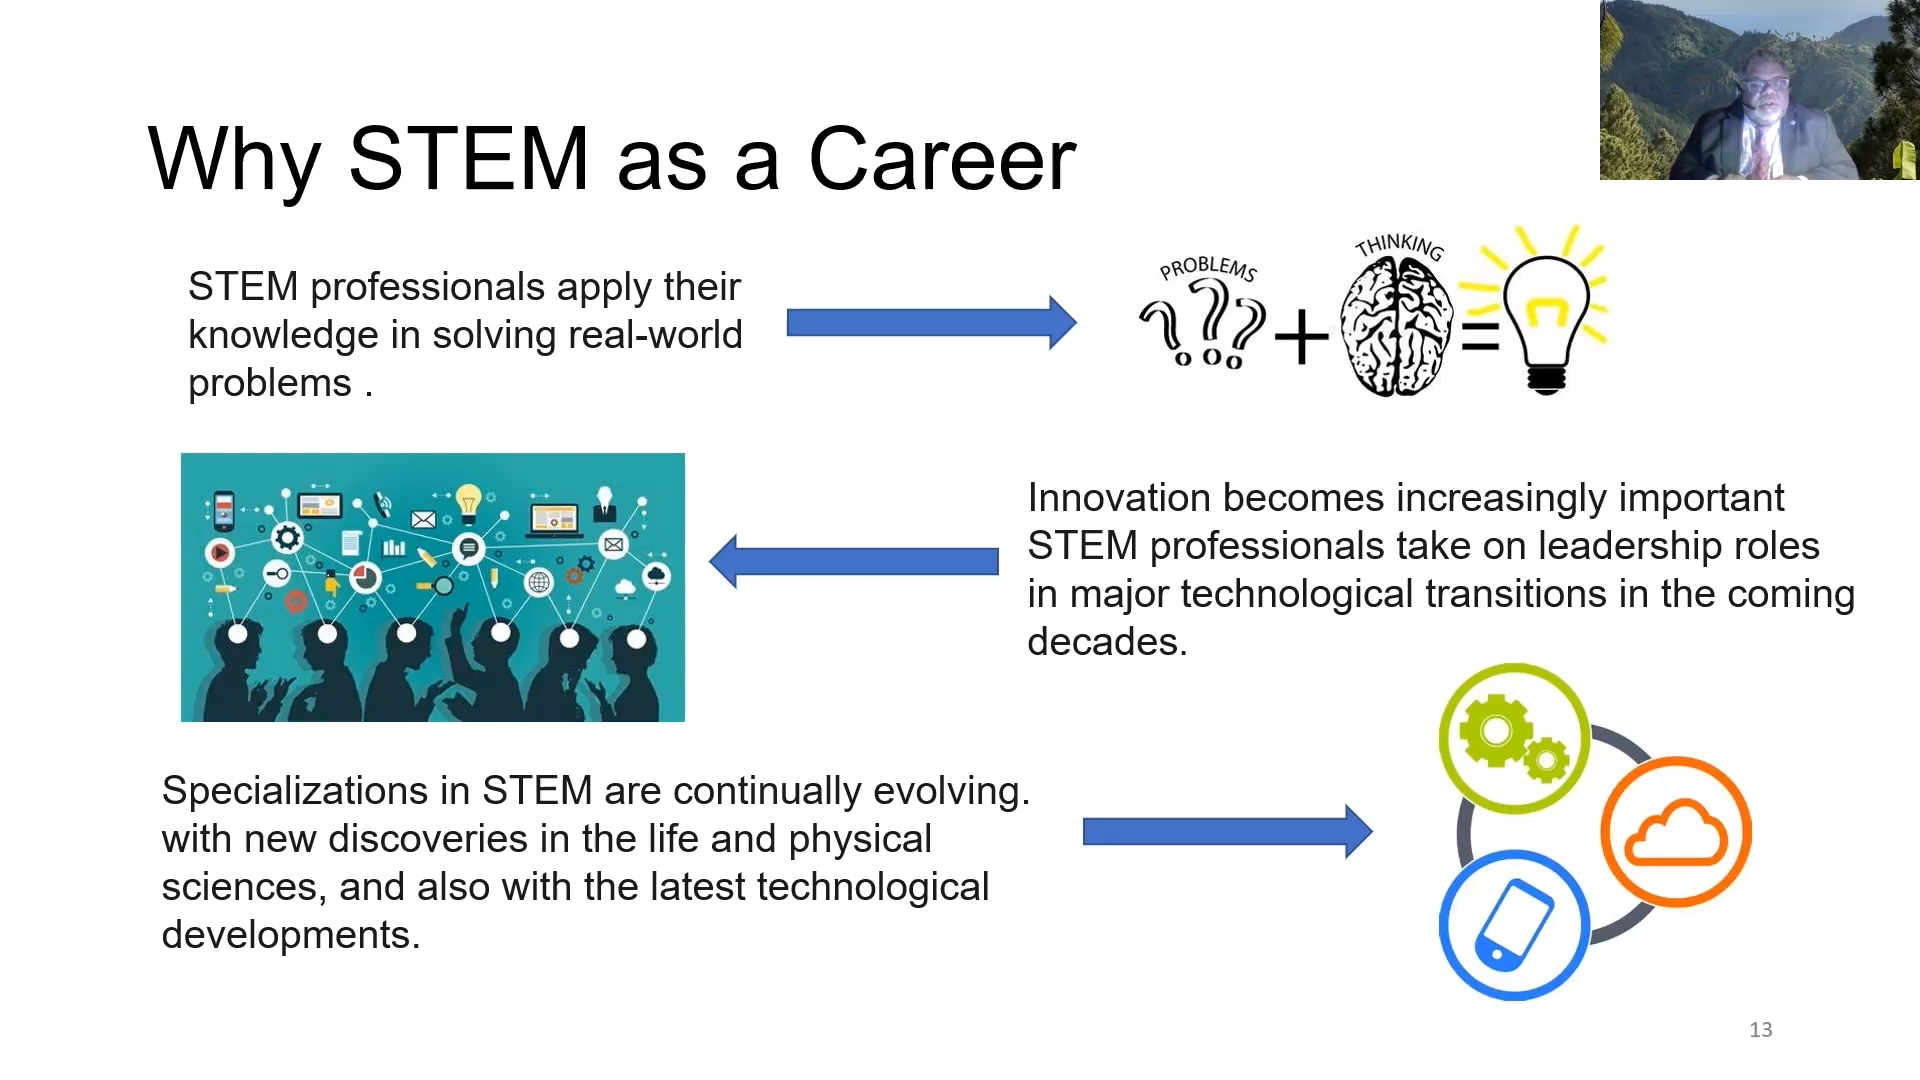 Why STEM as a Career
STEM professionals apply their
knowledge in solving real-world
problems .
PROBLEMS
THINKING
Innovation becomes increasingly important
STEM professionals take on leadership roles
in major technological transitions in the coming
decades.
Specializations in STEM are continually evolving.
with new discoveries in the life and physical
sciences, and also with the latest technological
developments.
13